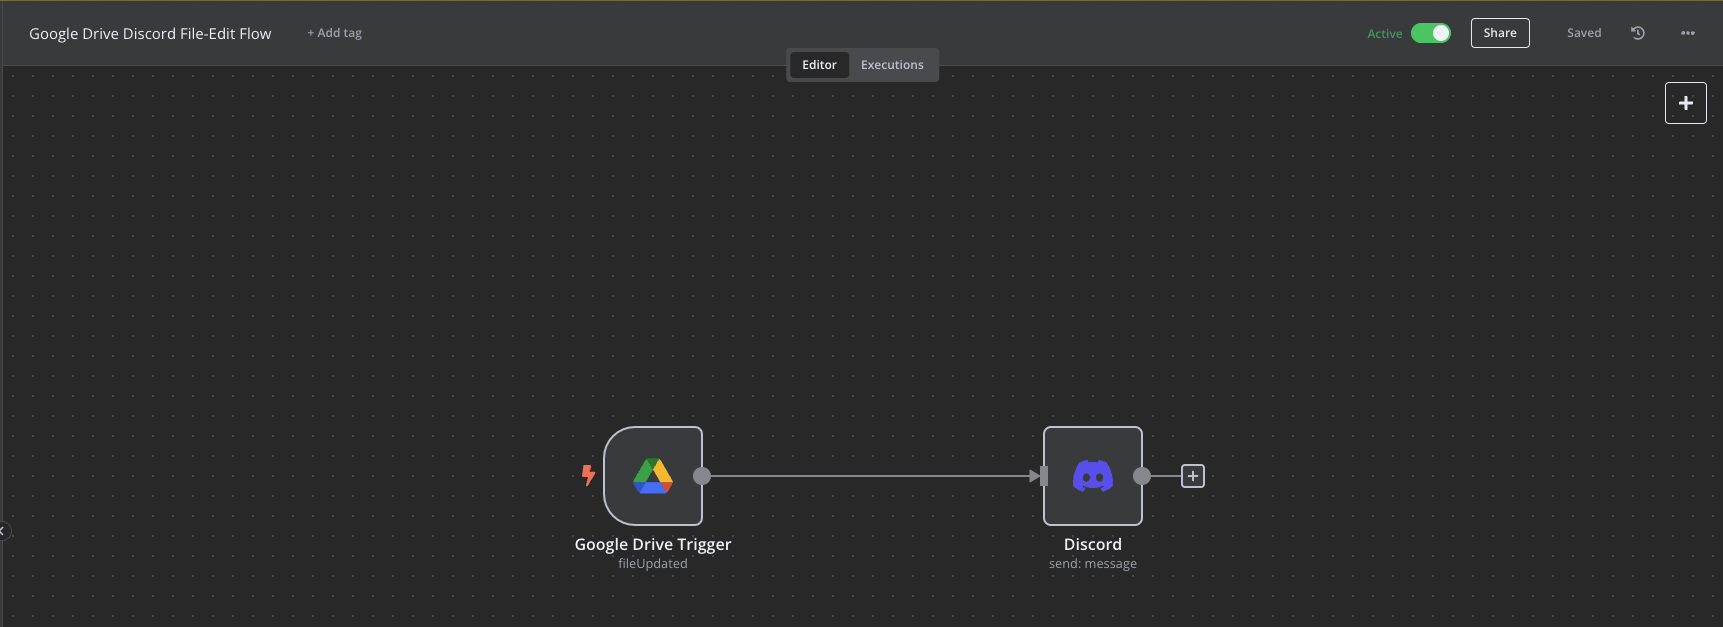 Google Drive Discord File-Edit Flow
+ Add tag
Active
Share
Saved
Editor
Executions
Google Drive Trigger
fileUpdated
Discord
send: message